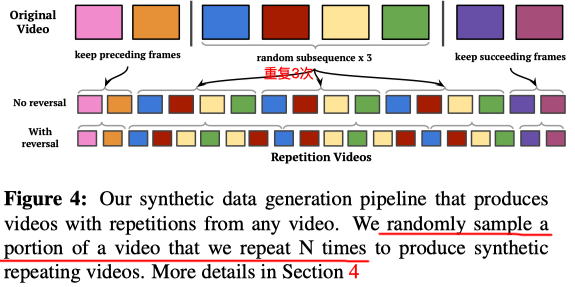 Original
Video
keep preceding frames
random subsequence x 3
keep succeeding frames
重复3次
No reversal
With
reversal
Repetition Videos
Figure 4: Our synthetic data generation pipeline that produces
videos with repetitions from any video. We randomly sample a
portion of a video that we repeat N times to produce synthetic
repeating videos. More details in Section 4